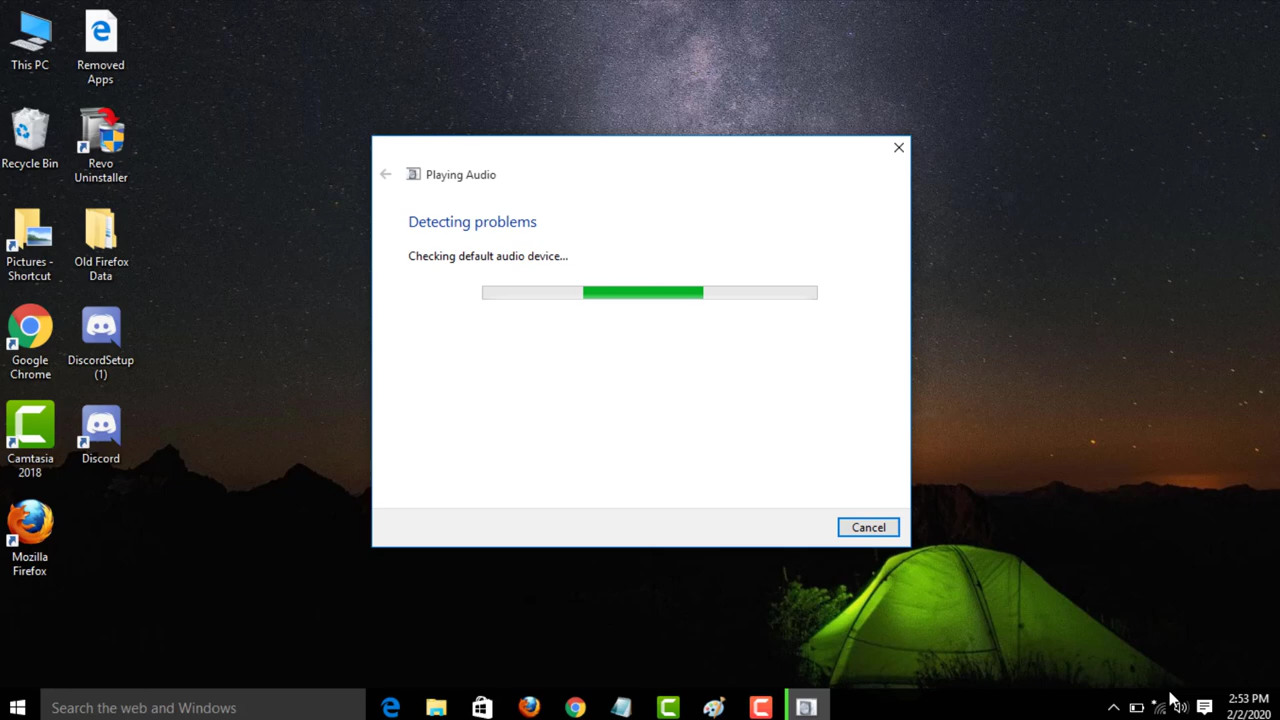 This PC
Removed
Apps
Recycle Bin
Revo
Uninstaller
Pictures -
Shortcut
Old Firefox
Data
Google
Chrome
DiscordSetup
(1)
Camtasia
2018
Discord
Mozilla
Firefox
Playing Audio
Detecting problems
Checking default audio device...
Cancel
Search the web and Windows
2:53 PM
2/2/2020